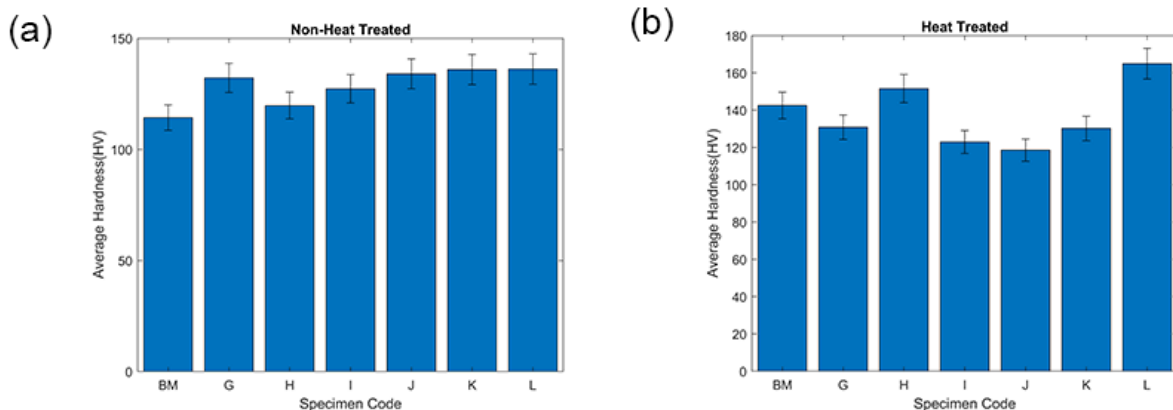 (a)
Non-Heat Treated
150
100
50
0
Average Hardness(HV)
BM G H I J K L
Specimen Code
(b)
Heat Treated
180
160
140
120
100
80
60
40
20
0
Average Hardness(HV)
BM G H I J K L
Specimen Code